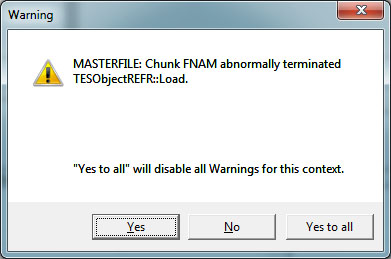 Warning
MASTERFILE: Chunk FNAM abnormally terminated
TESObjectREFR::Load.
"Yes to all" will disable all Warnings for this context.
Yes
No
Yes to all